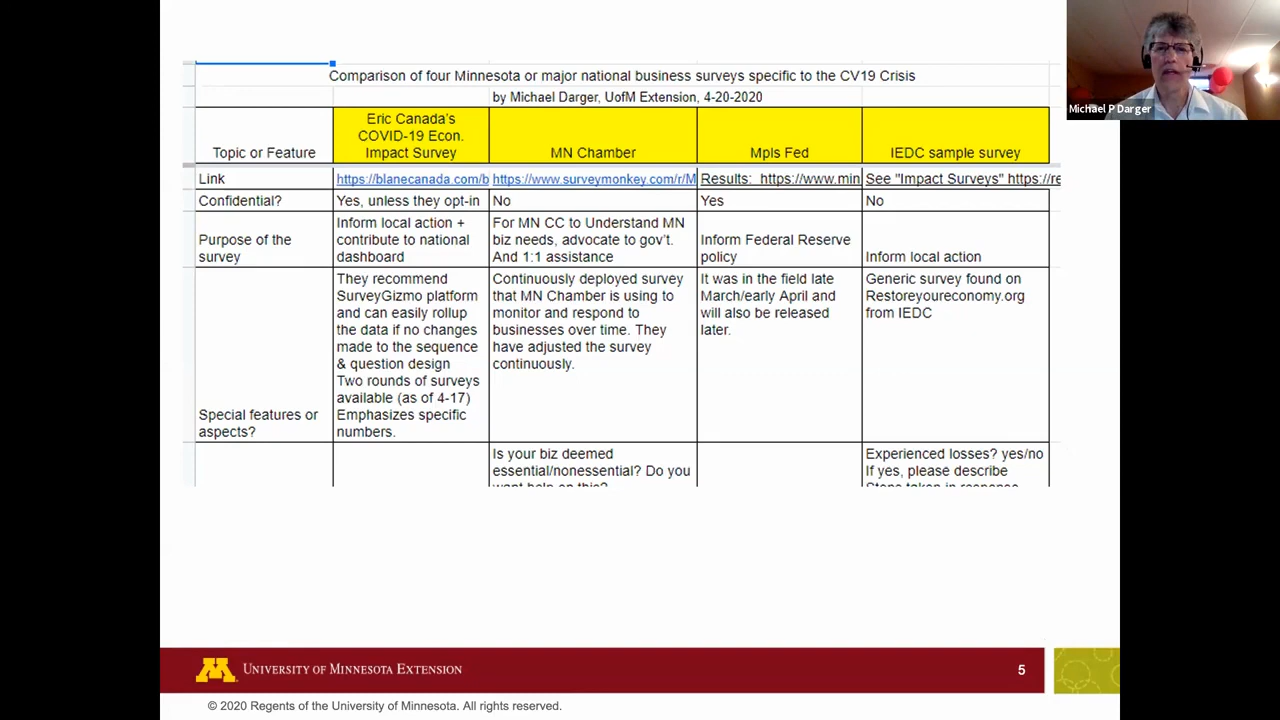 Michael P Darger
Comparison of four Minnesota or major national business surveys specific to the CV19 Crisis
by Michael Darger, UofM Extension, 4-20-2020
Topic or Feature
Eric Canada's
COVID-19 Econ.
Impact Survey
MN Chamber
Mpls Fed
IEDC sample survey
Link
https://blanecanada.com/b
https://www.surveymonkey.com/r/M
Results: https://www.min
See "Impact Surveys" https://re
Confidential?
Yes, unless they opt-in
No
Yes
No
Purpose of the
survey
Inform local action +
contribute to national
dashboard
For MN CC to Understand MN
biz needs, advocate to gov't.
And 1:1 assistance
Inform Federal Reserve
policy
Inform local action
Special features or
aspects?
They recommend
SurveyGizmo platform
and can easily rollup
the data if no changes
made to the sequence
& question design
Two rounds of surveys
available (as of 4-17)
Emphasizes specific
numbers.
Continuously deployed survey
that MN Chamber is using to
monitor and respond to
businesses over time. They
have adjusted the survey
continuously.
It was in the field late
March/early April and
will also be released
later.
Generic survey found on
Restoreyoureconomy.org
from IEDC
Is your biz deemed
essential/nonessential? Do you
want help on this?
Experienced losses? yes/no
If yes, please describe
Steps taken in response
UNIVERSITY OF MINNESOTA EXTENSION
5
© 2020 Regents of the University of Minnesota. All rights reserved.